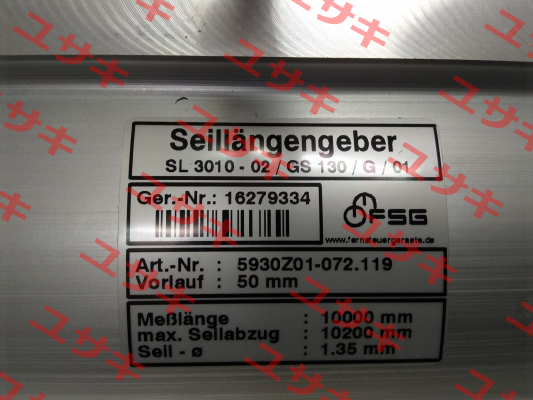 Seillängengeber
SL 3010 - 02 / GS 130 / G / 01
Ger.-Nr.: 16279334
FSG
www.fernsteuergeraete.de
Art.-Nr. : 5930Z01-072.119
Vorlauf : 50 mm
Meßlänge : 10000 mm
max. Seilabzug : 10200 mm
Seil - ø : 1.35 mm
ユサキ